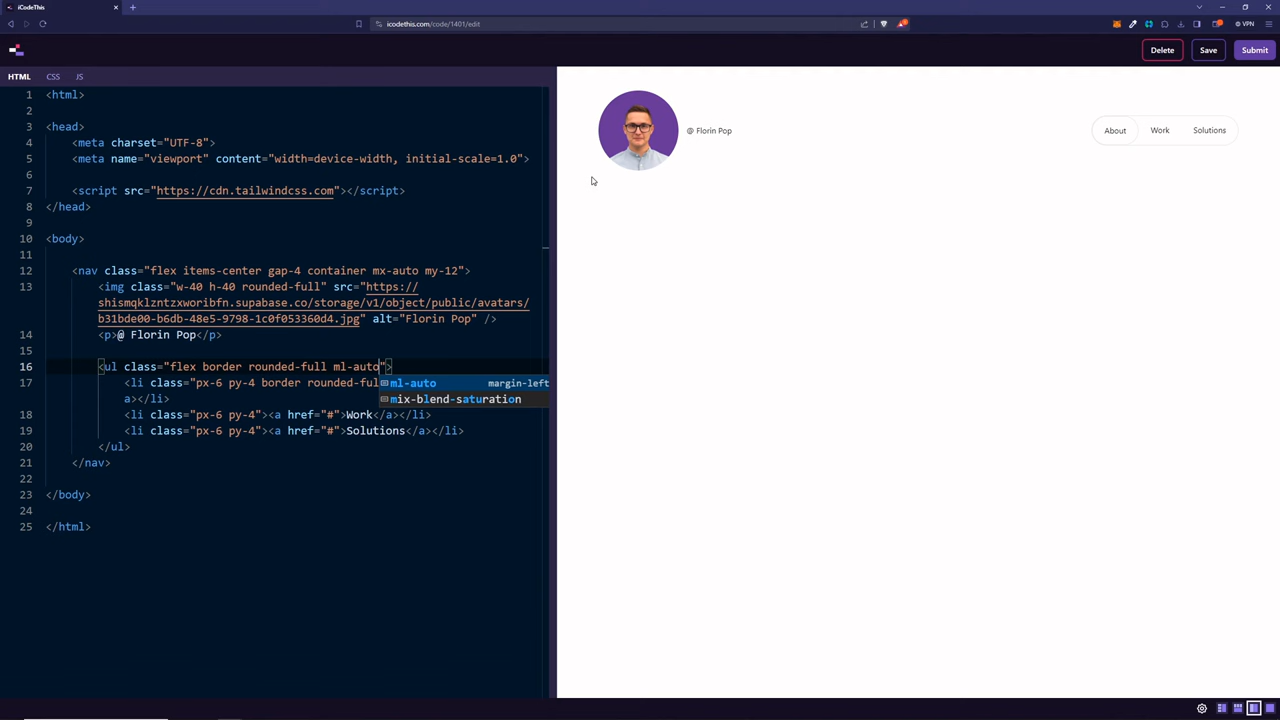 iCodeThis
icodethis.com/code/1401/edit
VPN
Delete
Save
Submit
HTML
CSS
JS
1 <html>
2
3 <head>
4 <meta charset="UTF-8">
5 <meta name="viewport" content="width=device-width, initial-scale=1.0">
6
7 <script src="https://cdn.tailwindcss.com"></script>
8 </head>
9
10 <body>
11
12 <nav class="flex items-center gap-4 container mx-auto my-12">
13 <img class="w-40 h-40 rounded-full" src="https://
shismqklzntzxworibfn.supabase.co/storage/v1/object/public/avatars/
b31bde00-b6db-48e5-9798-1c0f053360d4.jpg" alt="Florin Pop" />
14 <p>@ Florin Pop</p>
15
16 <ul class="flex border rounded-full ml-auto">
17 <li class="px-6 py-4 border rounded-ful
ml-auto margin-left
a></li>
mix-blend-saturation
18 <li class="px-6 py-4"><a href="#">Work</a></li>
19 <li class="px-6 py-4"><a href="#">Solutions</a></li>
20 </ul>
21 </nav>
22
23 </body>
24
25 </html>
@ Florin Pop
About
Work
Solutions